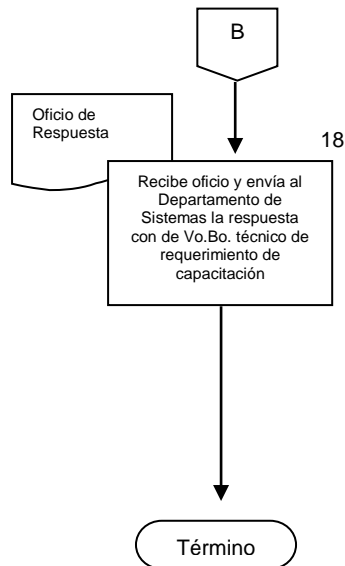 B
Oficio de
Respuesta
18
Recibe oficio y envía al
Departamento de
Sistemas la respuesta
con de Vo.Bo. técnico de
requerimiento de
capacitación
Término